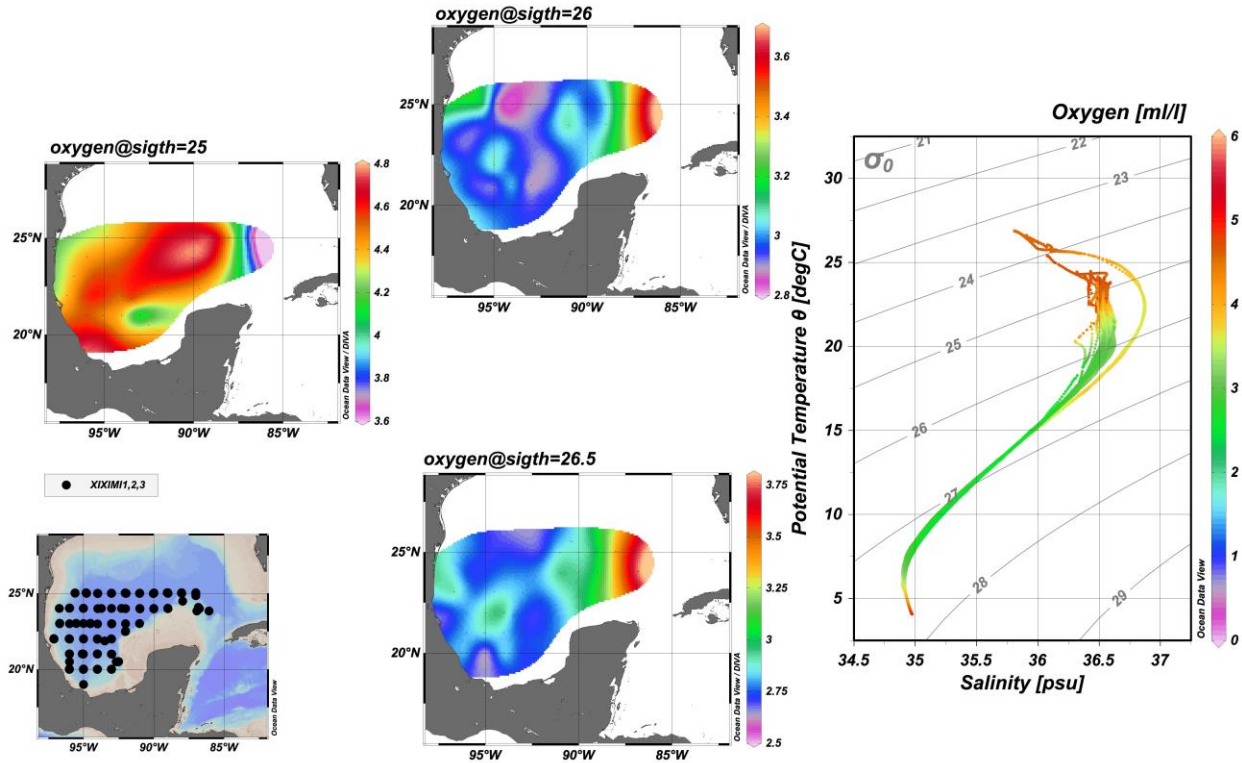 oxygen@sigth=26
3.6
3.4
3.2
3
2.8
25°N
20°N
95°W 90°W 85°W
Ocean Data View / DIVA
oxygen@sigth=25
4.8
4.6
4.4
4.2
4
3.8
3.6
25°N
20°N
95°W 90°W 85°W
Ocean Data View / DIVA
XIXIMI1,2,3
25°N
20°N
95°W 90°W 85°W
Ocean Data View
oxygen@sigth=26.5
3.75
3.5
3.25
3
2.75
2.5
25°N
20°N
95°W 90°W 85°W
Ocean Data View / DIVA
Oxygen [ml/l]
σ0
21
22
23
24
25
26
27
28
29
Potential Temperature θ [degC]
30
25
20
15
10
5
34.5 35 35.5 36 36.5 37
Salinity [psu]
6
5
4
3
2
1
0
Ocean Data View